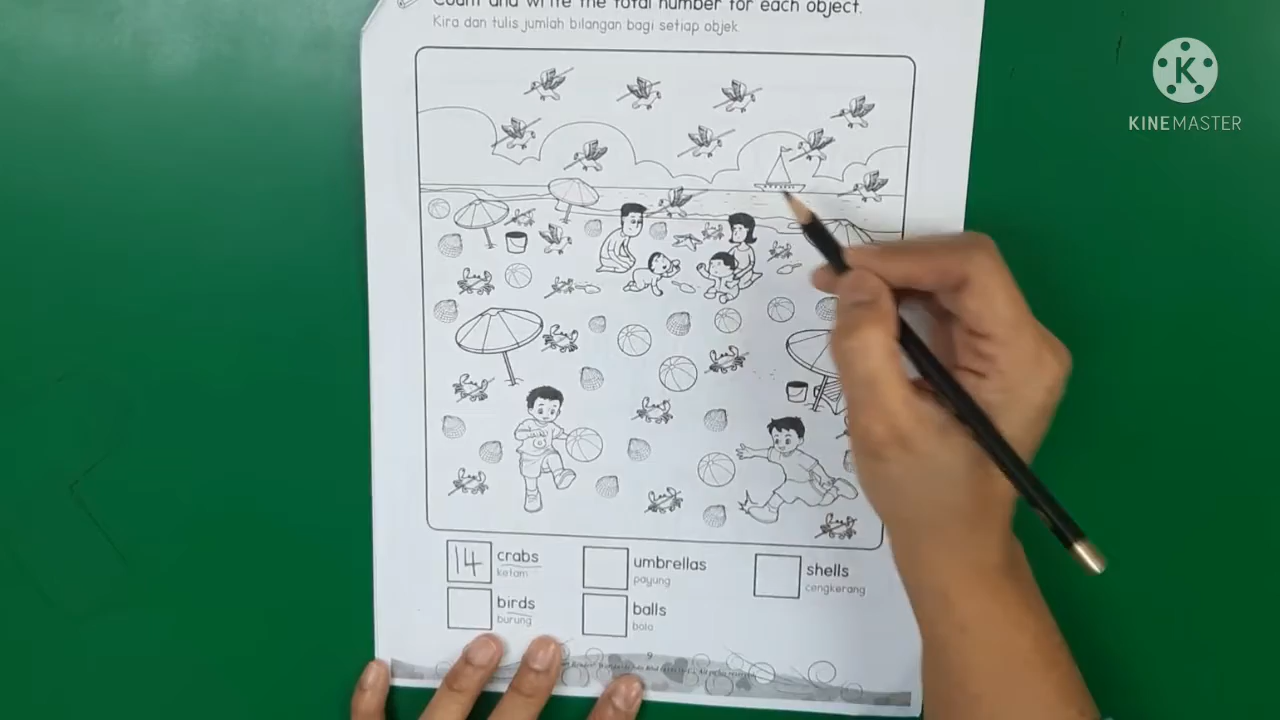 Count and write the total number for each object.
Kira dan tulis jumlah bilangan bagi setiap objek.
K
KINEMASTER
14 crabs
ketam
umbrellas
payung
shells
cengkerang
birds
burung
balls
bola
9